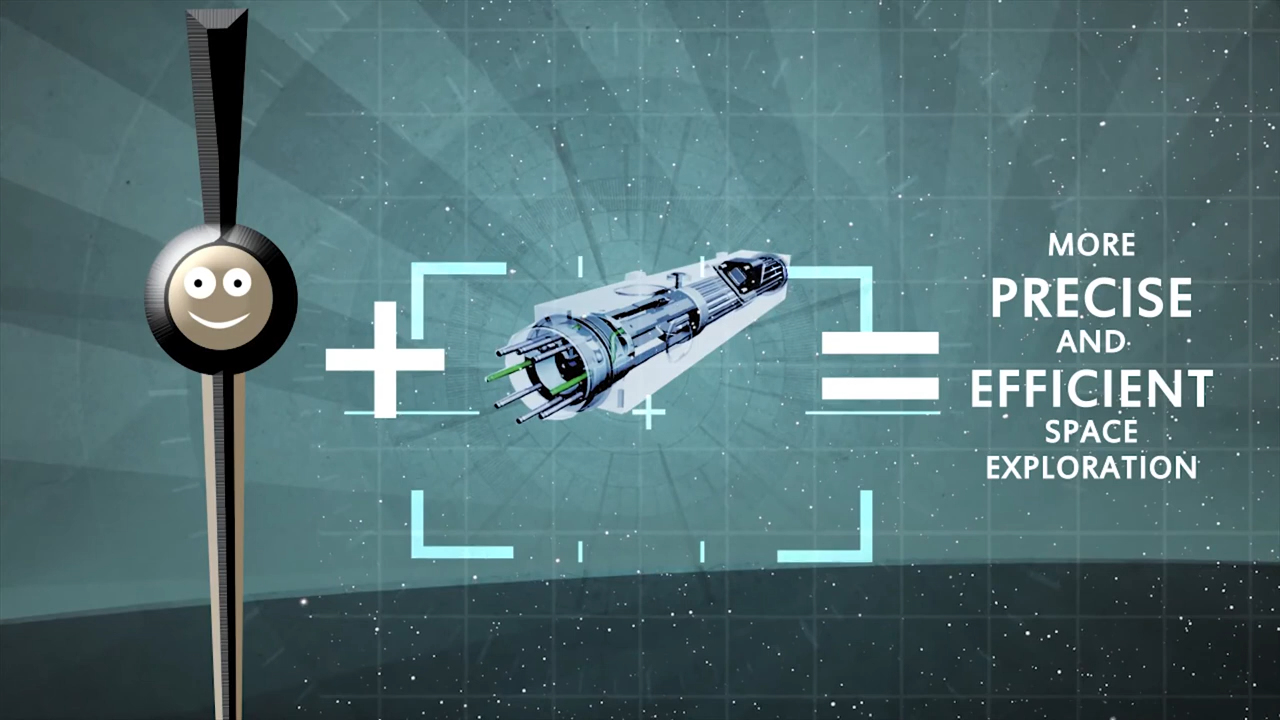 MORE
PRECISE
AND
EFFICIENT
SPACE
EXPLORATION